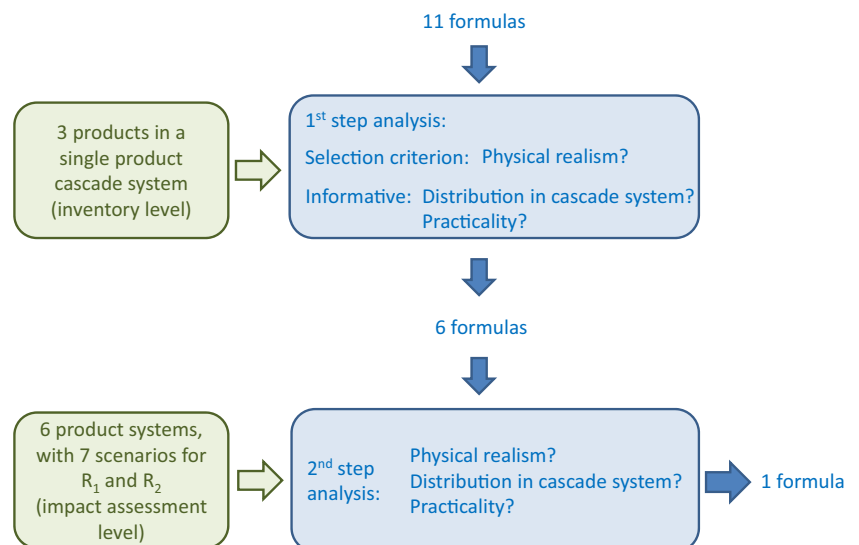 11 formulas
3 products in a
single product
cascade system
(inventory level)
1st step analysis:
Selection criterion: Physical realism?
Informative: Distribution in cascade system?
Practicality?
6 formulas
6 product systems,
with 7 scenarios for
R1 and R2
(impact assessment
level)
2nd step
analysis:
Physical realism?
Distribution in cascade system?
Practicality?
1 formula